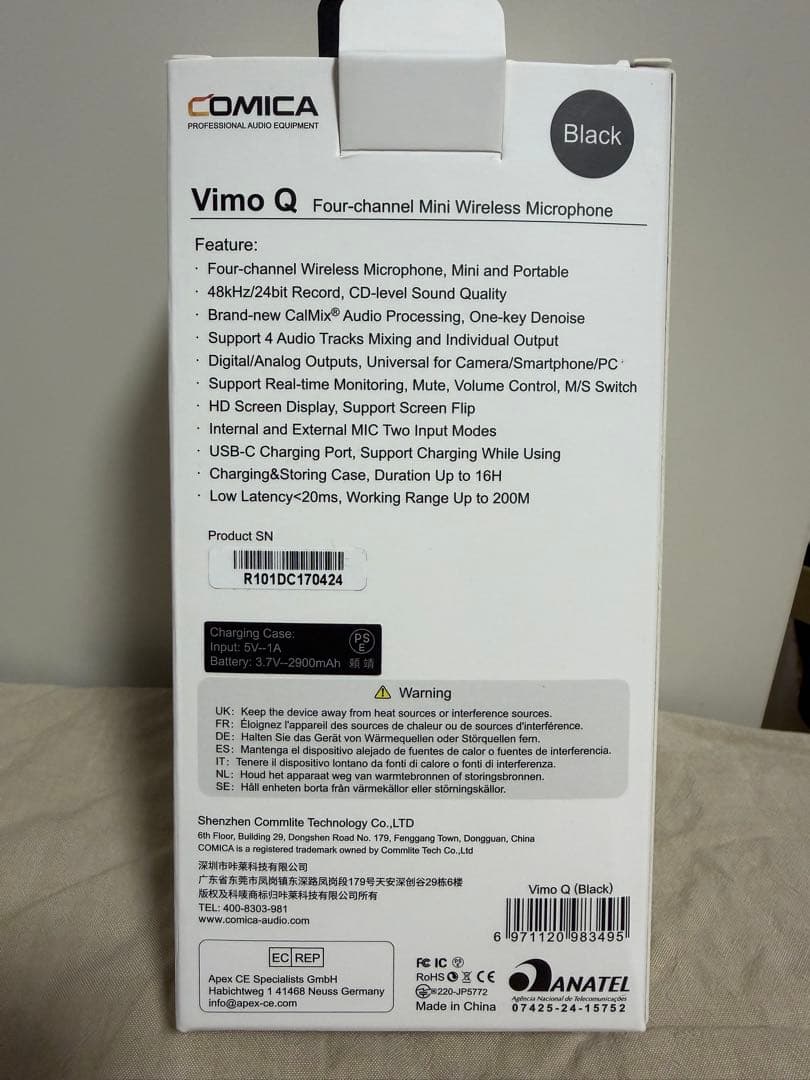 COMICA
PROFESSIONAL AUDIO EQUIPMENT
Black
Vimo Q Four-channel Mini Wireless Microphone
Feature:
· Four-channel Wireless Microphone, Mini and Portable
· 48kHz/24bit Record, CD-level Sound Quality
· Brand-new CalMix® Audio Processing, One-key Denoise
· Support 4 Audio Tracks Mixing and Individual Output
· Digital/Analog Outputs, Universal for Camera/Smartphone/PC
· Support Real-time Monitoring, Mute, Volume Control, M/S Switch
· HD Screen Display, Support Screen Flip
· Internal and External MIC Two Input Modes
· USB-C Charging Port, Support Charging While Using
· Charging&Storing Case, Duration Up to 16H
· Low Latency<20ms, Working Range Up to 200M
Product SN
R101DC170424
Charging Case:
Input: 5V--1A
Battery: 3.7V--2900mAh
PS
E
Warning
UK: Keep the device away from heat sources or interference sources.
FR: Éloignez l'appareil des sources de chaleur ou de sources d'interférence.
DE: Halten Sie das Gerät von Wärmequellen oder Störquellen fern.
ES: Mantenga el dispositivo alejado de fuentes de calor o fuentes de interferencia.
IT: Tenere il dispositivo lontano da fonti di calore o fonti di interferenza.
NL: Houd het apparaat weg van warmtebronnen of storingsbronnen.
SE: Håll enheten borta från värmekällor eller störningskällor.
Shenzhen Commlite Technology Co.,LTD
6th Floor, Building 29, Dongshen Road No. 179, Fenggang Town, Dongguan, China
COMICA is a registered trademark owned by Commlite Tech Co.,Ltd
深圳市咔莱科技有限公司
广东省东莞市凤岗镇东深路凤岗段179号天安深创谷29栋6楼
版权及科唛商标归咔莱科技有限公司所有
TEL: 400-8303-981
www.comica-audio.com
Vimo Q (Black)
6 971120 983495
EC REP
Apex CE Specialists GmbH
Habichtweg 1 41468 Neuss Germany
info@apex-ce.com
FC IC
RoHS CE
220-JP5772
Made in China
ANATEL
Agência Nacional de Telecomunicações
07425-24-15752